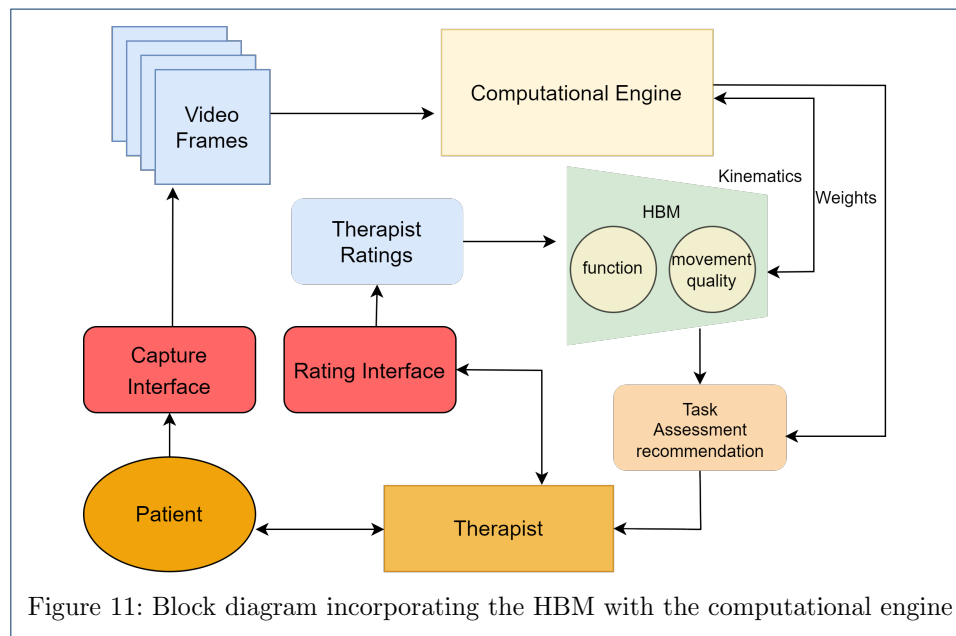 Video
Frames
Computational Engine
Kinematics
Weights
HBM
function
movement
quality
Therapist
Ratings
Capture
Interface
Rating Interface
Task
Assessment
recommendation
Patient
Therapist
Figure 11: Block diagram incorporating the HBM with the computational engine